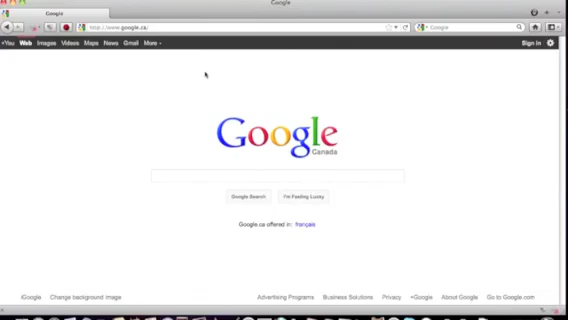 Google
Google
http://www.google.ca/
Google
+You Web Images Videos Maps News Gmail More Sign in
Google
Canada
Google Search I'm Feeling Lucky
Google.ca offered in: français
iGoogle Change background image Advertising Programs Business Solutions Privacy +Google About Google Go to Google.com